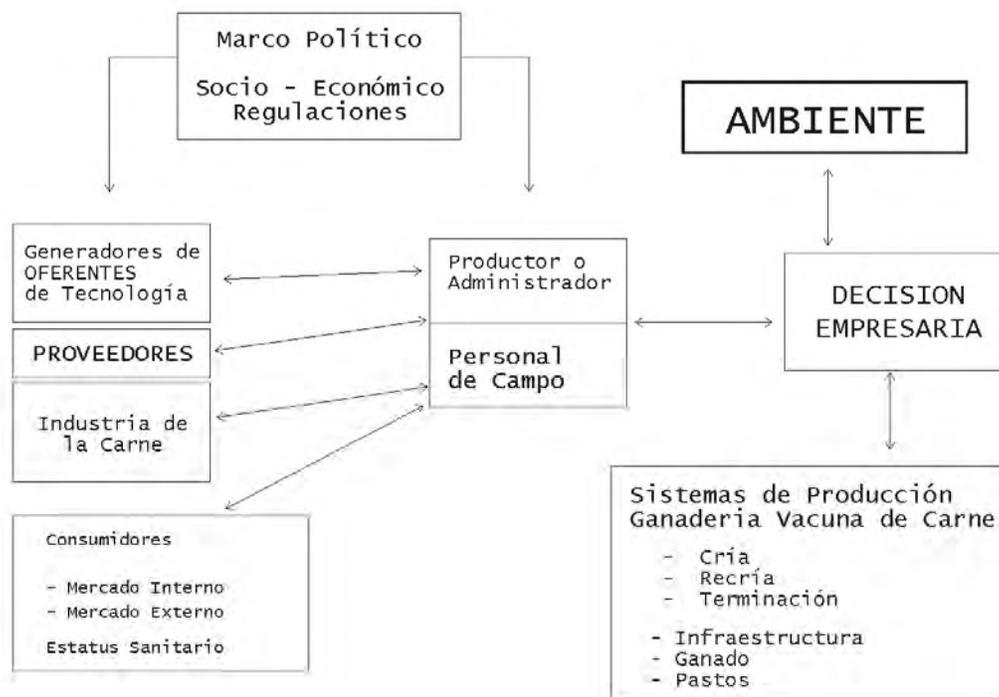 Marco Político
Socio - Económico
Regulaciones
AMBIENTE
Generadores de
OFERENTES
de Tecnología
PROVEEDORES
Industria de
la Carne
Productor o
Administrador
Personal
de Campo
DECISION
EMPRESARIA
Consumidores
- Mercado Interno
- Mercado Externo
Estatus Sanitario
Sistemas de Producción
Ganaderia Vacuna de Carne
- Cría
- Recría
- Terminación
- Infraestructura
- Ganado
- Pastos